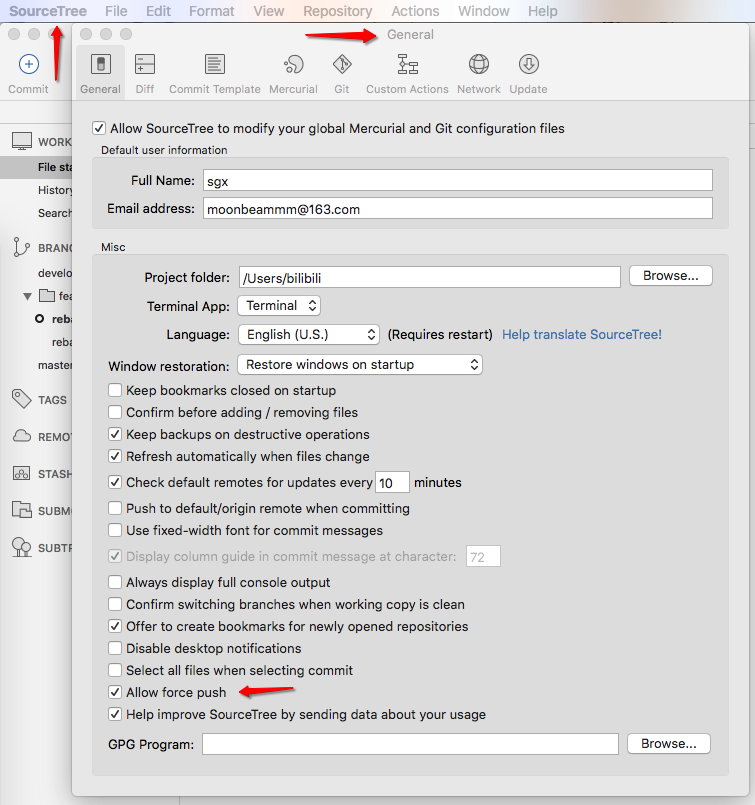 SourceTree File Edit Format View Repository Actions Window Help
General
Commit
General Diff Commit Template Mercurial Git Custom Actions Network Update
Allow SourceTree to modify your global Mercurial and Git configuration files
Default user information
Full Name: sgx
Email address: moonbeammm@163.com
Misc
Project folder: /Users/bilibili Browse...
Terminal App: Terminal
Language: English (U.S.) (Requires restart) Help translate SourceTree!
Window restoration: Restore windows on startup
Keep bookmarks closed on startup
Confirm before adding / removing files
Keep backups on destructive operations
Refresh automatically when files change
Check default remotes for updates every 10 minutes
Push to default/origin remote when committing
Use fixed-width font for commit messages
Display column guide in commit message at character: 72
Always display full console output
Confirm switching branches when working copy is clean
Offer to create bookmarks for newly opened repositories
Disable desktop notifications
Select all files when selecting commit
Allow force push
Help improve SourceTree by sending data about your usage
GPG Program: Browse...
WORK
File sta
History
Search
BRAN
develo
fea
reba
reba
master
TAGS
REMO
STASH
SUBM
SUBTR